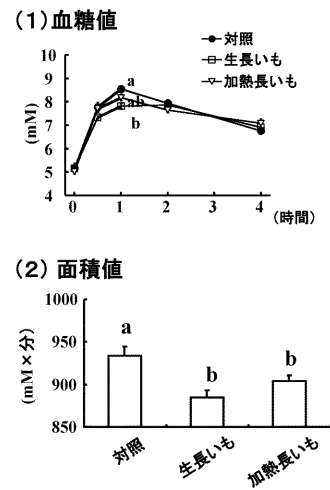 (1)血糖値
対照
生長いも
加熱長いも
(mM)
10
9
8
7
6
5
4
a
ab
b
0 1 2 3 4
(時間)
(2) 面積値
(mM×分)
1000
950
900
850
a
b
b
対照
生長いも
加熱長いも